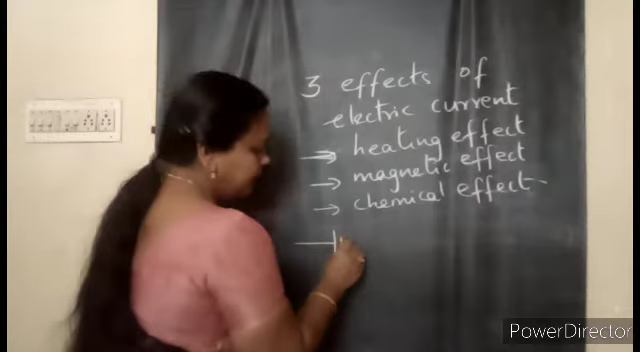 3 effects of
electric current
→ heating effect
→ magnetic effect
→ chemical effect
PowerDirector